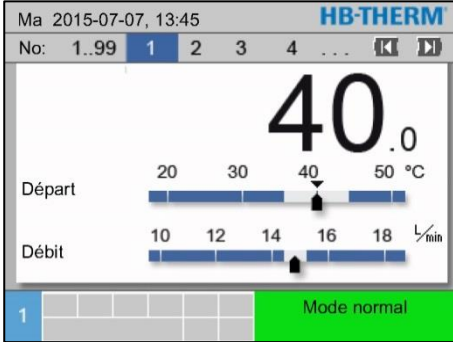 Ma 2015-07-07, 13:45 HB-THERM®
No: 1..99 1 2 3 4 ...
40.0
20 30 40 50 °C
Départ
10 12 14 16 18 L/min
Débit
1 Mode normal